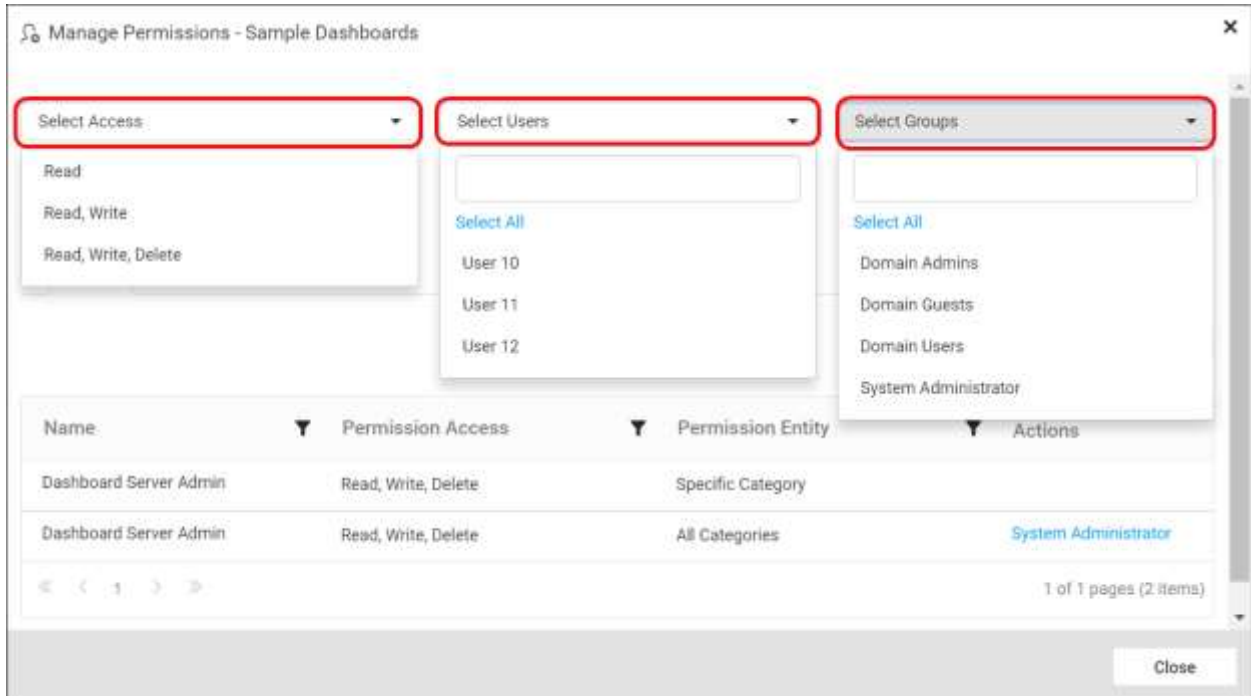 Manage Permissions - Sample Dashboards
Select Access
Read
Read, Write
Read, Write, Delete
Select Users
Select All
User 10
User 11
User 12
Select Groups
Select All
Domain Admins
Domain Guests
Domain Users
System Administrator
Name Permission Access Permission Entity Actions
Dashboard Server Admin Read, Write, Delete Specific Category
Dashboard Server Admin Read, Write, Delete All Categories System Administrator
1 1 of 1 pages (2 items)
Close